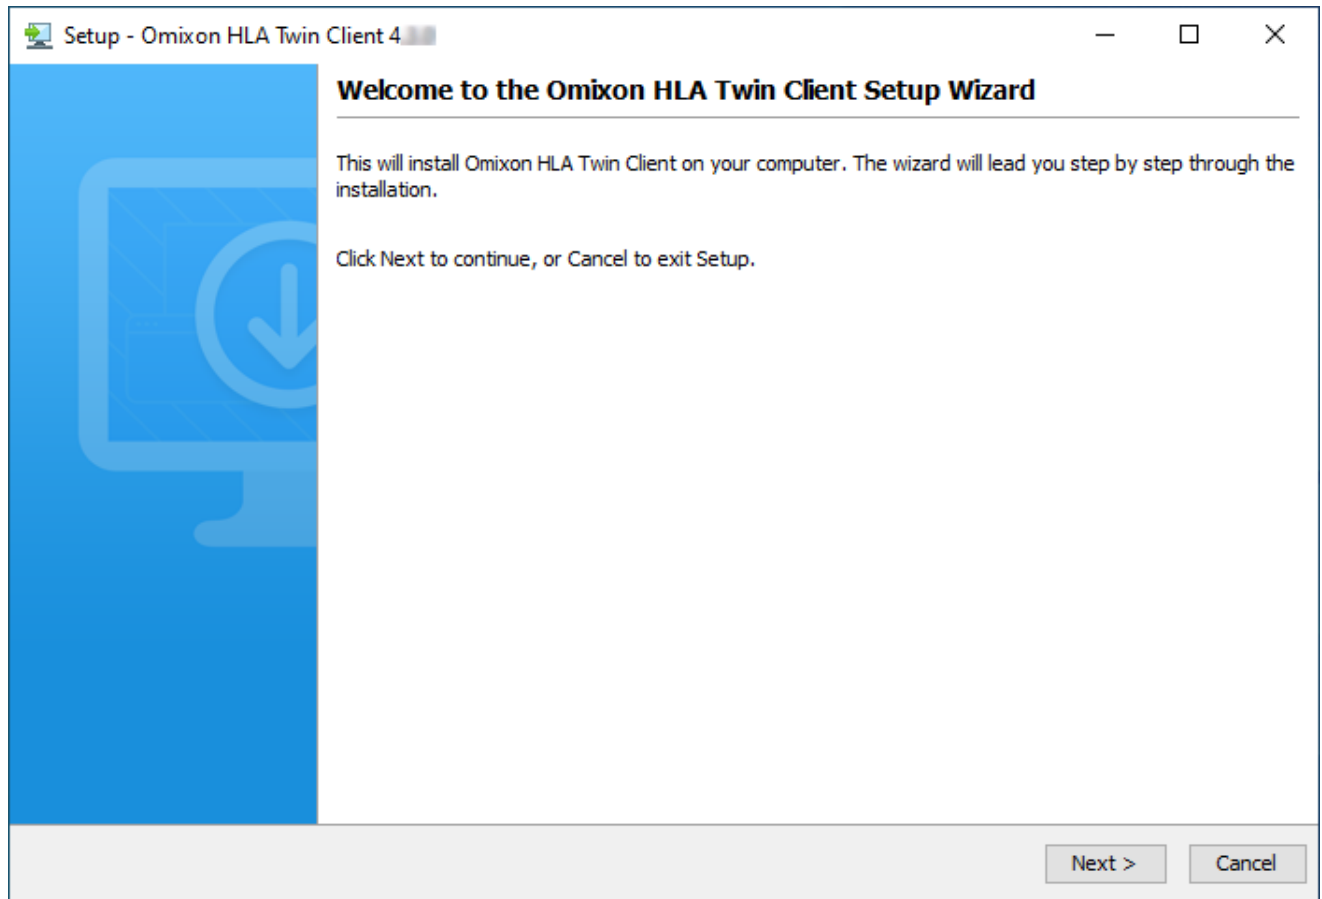 Setup - Omixon HLA Twin Client 4
Welcome to the Omixon HLA Twin Client Setup Wizard
This will install Omixon HLA Twin Client on your computer. The wizard will lead you step by step through the
installation.
Click Next to continue, or Cancel to exit Setup.
Next >
Cancel